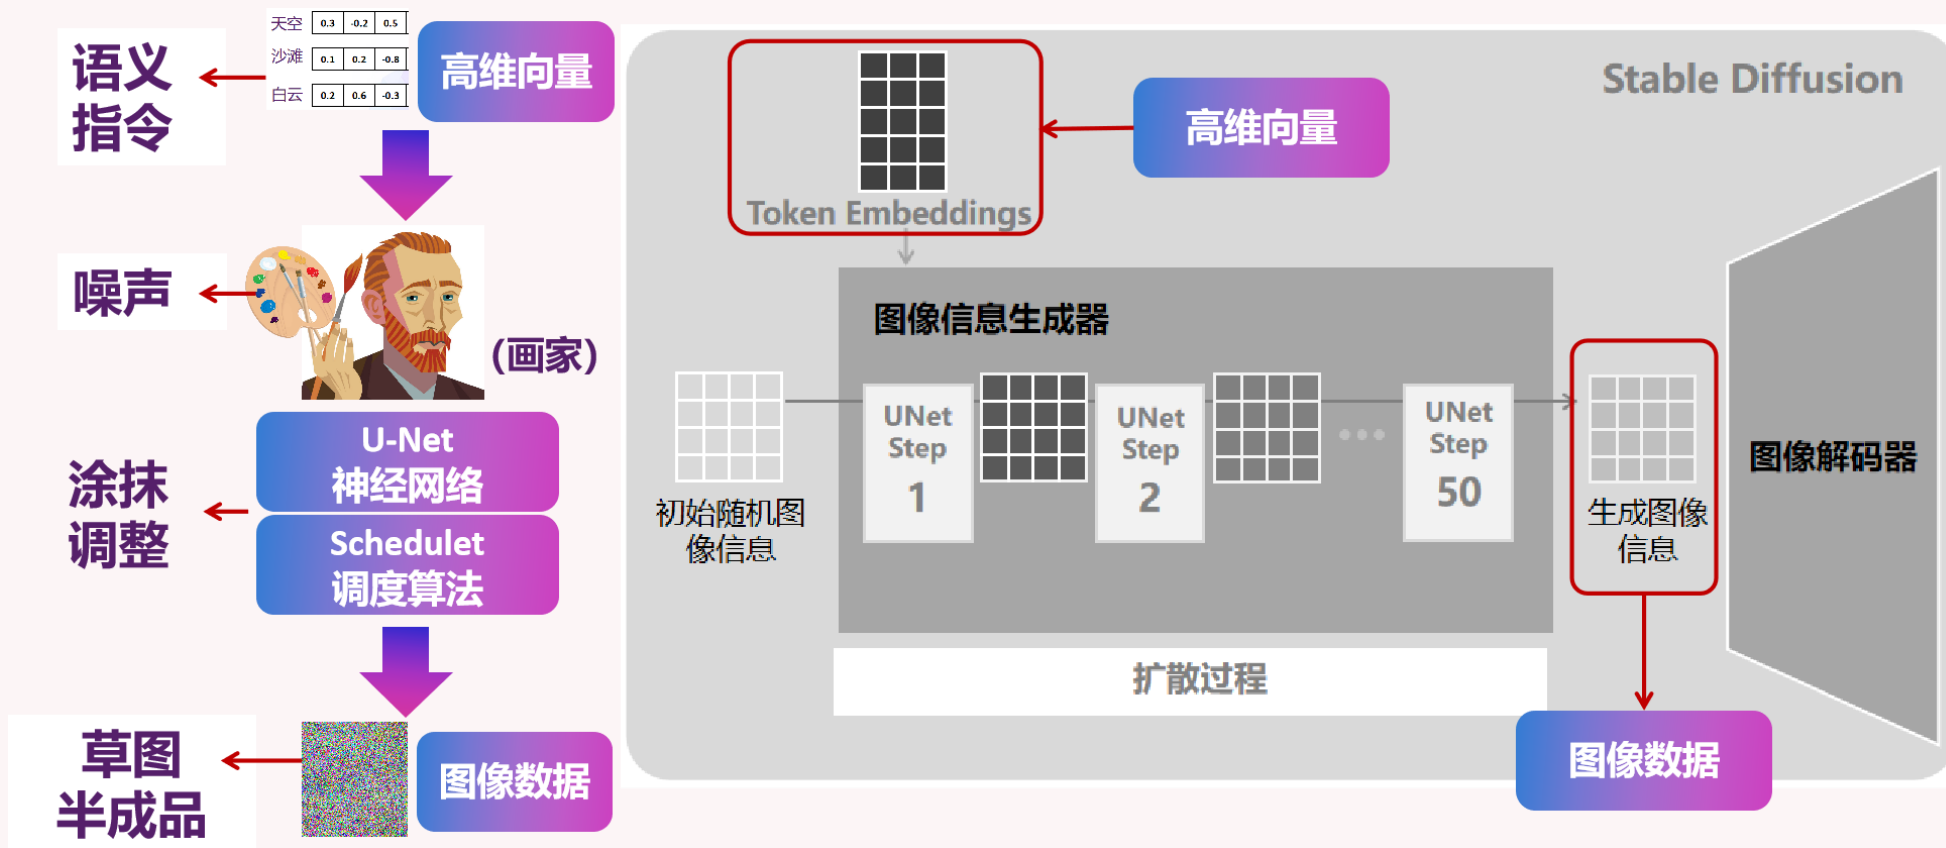 天空 0.3 -0.2 0.5
沙滩 0.1 0.2 -0.8
白云 0.2 0.6 -0.3
高维向量
语义
指令
噪声
(画家)
U-Net
神经网络
Schedulet
调度算法
涂抹
调整
草图
半成品
图像数据
Stable Diffusion
高维向量
Token Embeddings
图像信息生成器
初始随机图
像信息
UNet
Step
1
UNet
Step
2
UNet
Step
50
生成图像
信息
图像解码器
扩散过程
图像数据